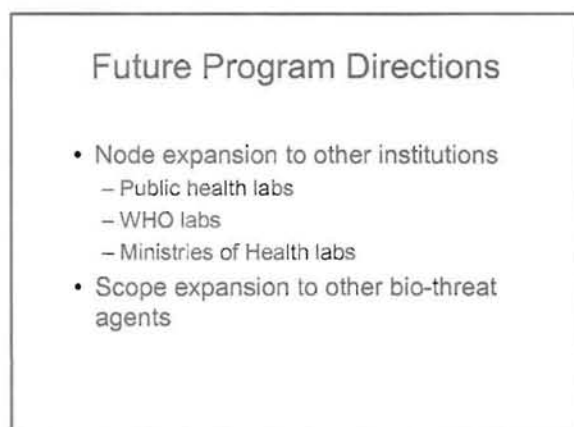 Future Program Directions
• Node expansion to other institutions
– Public health labs
– WHO labs
– Ministries of Health labs
• Scope expansion to other bio-threat
agents